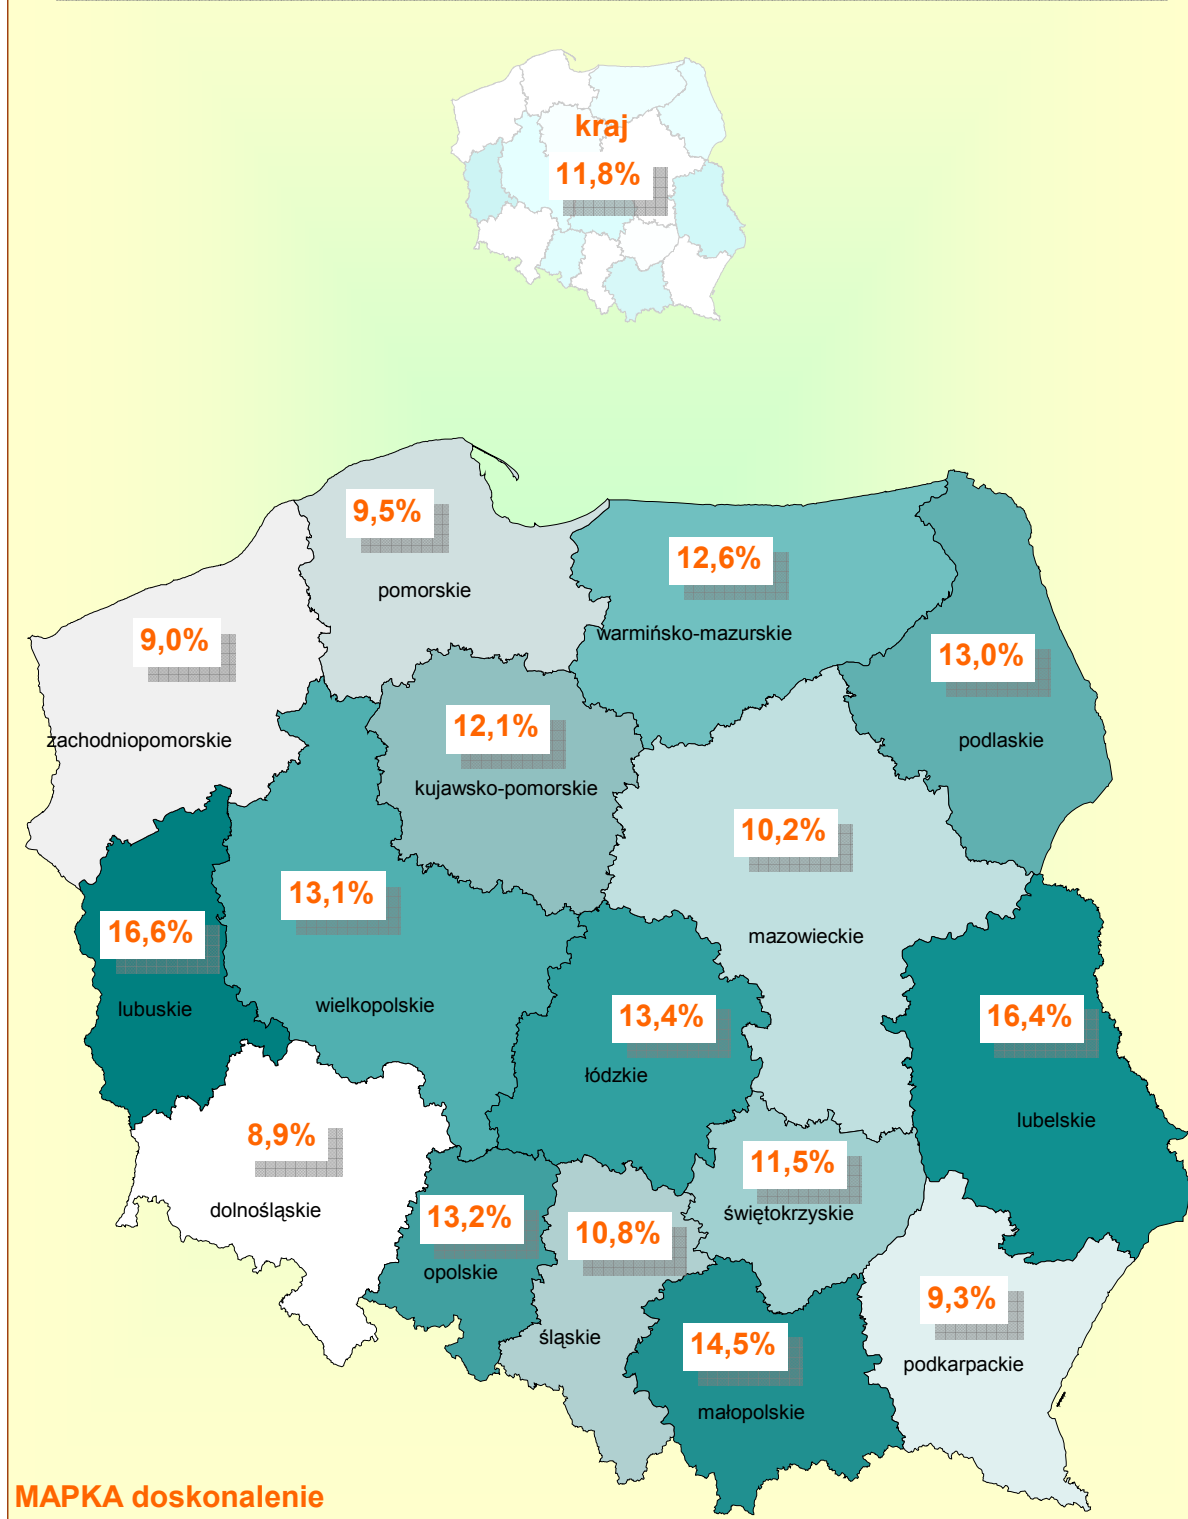 kraj
11,8%
9,5%
pomorskie
12,6%
warmińsko-mazurskie
9,0%
zachodniopomorskie
13,0%
podlaskie
12,1%
kujawsko-pomorskie
10,2%
mazowieckie
13,1%
wielkopolskie
16,6%
lubuskie
13,4%
łódzkie
16,4%
lubelskie
8,9%
dolnośląskie
11,5%
świętokrzyskie
13,2%
opolskie
10,8%
śląskie
9,3%
podkarpackie
14,5%
małopolskie
MAPKA doskonalenie